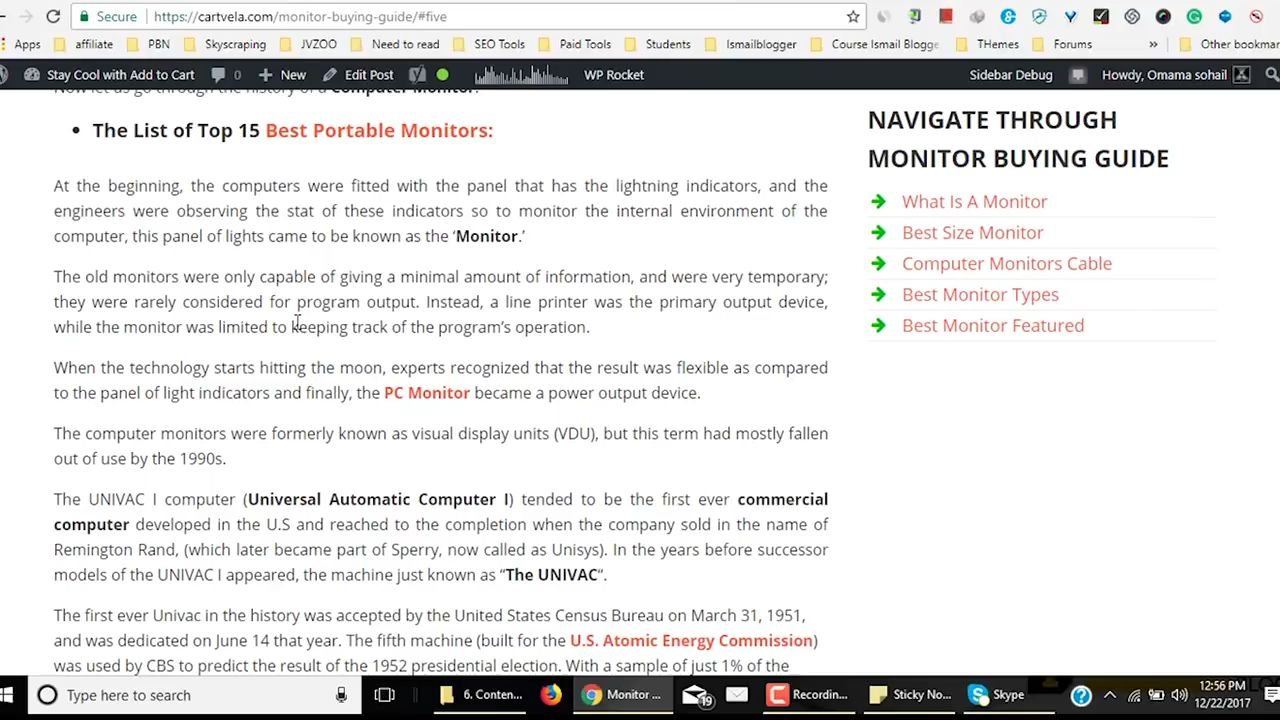 Secure https://cartvela.com/monitor-buying-guide/#five
Apps affiliate PBN Skyscraping JVZOO Need to read SEO Tools Paid Tools Students Ismailblogger Course Ismail Blogge THemes Forums » Other bookmar
Stay Cool with Add to Cart 0 New Edit Post WP Rocket Sidebar Debug Howdy, Omama sohail
Now let us go through the history of a Computer Monitor.
• The List of Top 15 Best Portable Monitors:
At the beginning, the computers were fitted with the panel that has the lightning indicators, and the
engineers were observing the stat of these indicators so to monitor the internal environment of the
computer, this panel of lights came to be known as the ‘Monitor.’
The old monitors were only capable of giving a minimal amount of information, and were very temporary;
they were rarely considered for program output. Instead, a line printer was the primary output device,
while the monitor was limited to keeping track of the program’s operation.
When the technology starts hitting the moon, experts recognized that the result was flexible as compared
to the panel of light indicators and finally, the PC Monitor became a power output device.
The computer monitors were formerly known as visual display units (VDU), but this term had mostly fallen
out of use by the 1990s.
The UNIVAC I computer (Universal Automatic Computer I) tended to be the first ever commercial
computer developed in the U.S and reached to the completion when the company sold in the name of
Remington Rand, (which later became part of Sperry, now called as Unisys). In the years before successor
models of the UNIVAC I appeared, the machine just known as “The UNIVAC“.
The first ever Univac in the history was accepted by the United States Census Bureau on March 31, 1951,
and was dedicated on June 14 that year. The fifth machine (built for the U.S. Atomic Energy Commission)
was used by CBS to predict the result of the 1952 presidential election. With a sample of just 1% of the
NAVIGATE THROUGH
MONITOR BUYING GUIDE
What Is A Monitor
Best Size Monitor
Computer Monitors Cable
Best Monitor Types
Best Monitor Featured
Type here to search 6. Conten... Monitor ... 19 Recordin... Sticky No... Skype 12:56 PM
12/22/2017